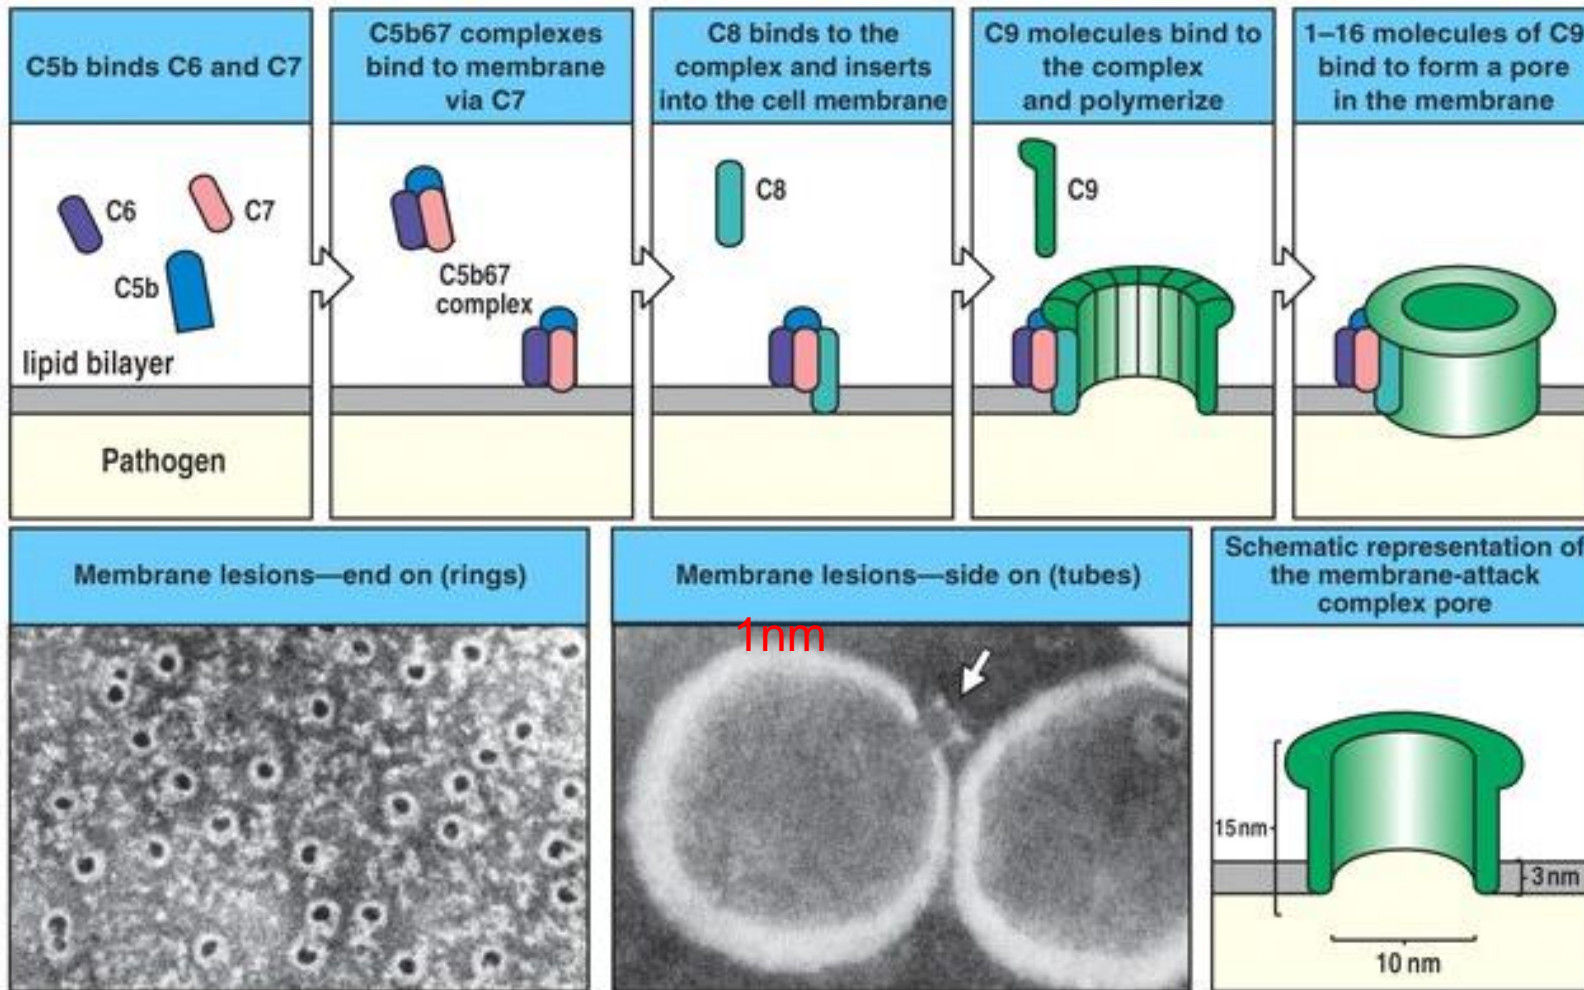 C5b binds C6 and C7
C5b67 complexes
bind to membrane
via C7
C8 binds to the
complex and inserts
into the cell membrane
C9 molecules bind to
the complex
and polymerize
1–16 molecules of C9
bind to form a pore
in the membrane
C6
C7
C5b
lipid bilayer
Pathogen
C5b67
complex
C8
C9
Membrane lesions—end on (rings)
Membrane lesions—side on (tubes)
1nm
Schematic representation of
the membrane-attack
complex pore
15nm
3nm
10 nm